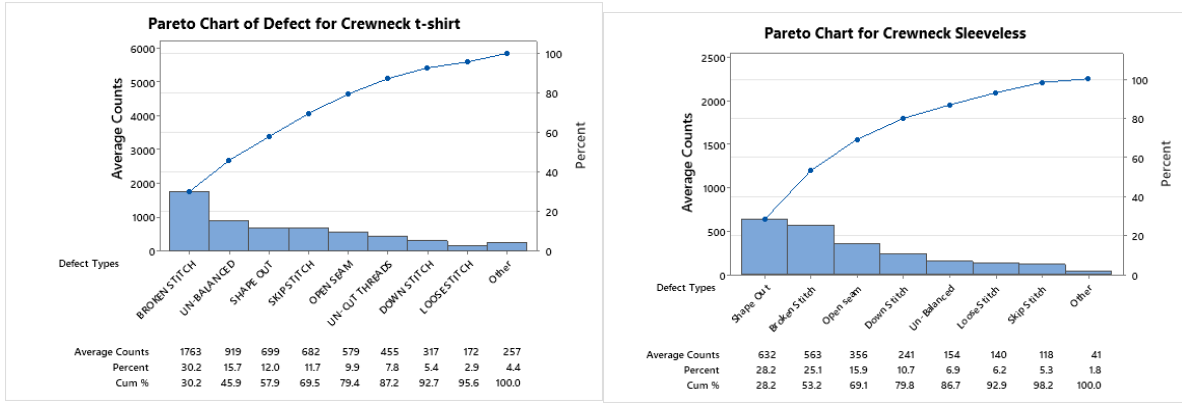 Pareto Chart of Defect for Crewneck t-shirt
6000
5000
4000
3000
2000
1000
0
Average Counts
100
80
60
40
20
0
Percent
Defect Types
BROKEN STITCH
UN-BALANCED
SHAPE OUT
SKIP STITCH
OPEN SEAM
UN-CUT THREADS
DOWN STITCH
LOOSE STITCH
Other
Average Counts 1763 919 699 682 579 455 317 172 257
Percent 30.2 15.7 12.0 11.7 9.9 7.8 5.4 2.9 4.4
Cum % 30.2 45.9 57.9 69.5 79.4 87.2 92.7 95.6 100.0
Pareto Chart for Crewneck Sleeveless
2500
2000
1500
1000
500
0
Average Counts
100
80
60
40
20
0
Percent
Defect Types
Shape Out
Broken Stitch
Open seam
Down Stitch
Un-Balanced
Loose Stitch
Skip Stitch
Other
Average Counts 632 563 356 241 154 140 118 41
Percent 28.2 25.1 15.9 10.7 6.9 6.2 5.3 1.8
Cum % 28.2 53.2 69.1 79.8 86.7 92.9 98.2 100.0